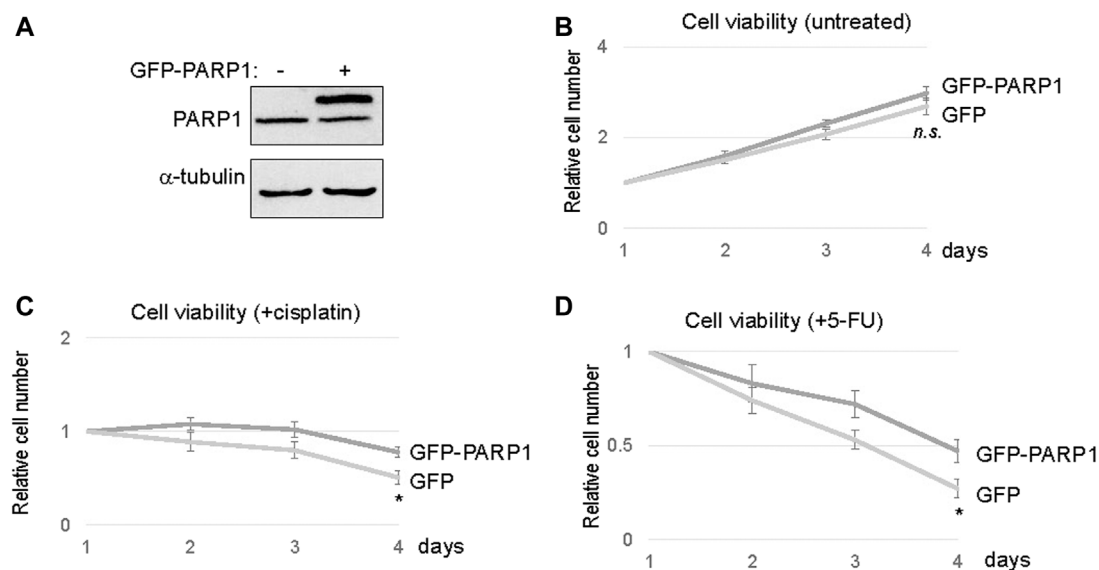 A
GFP-PARP1: - +
PARP1
α-tubulin
B
Cell viability (untreated)
Relative cell number
4
2
0
GFP-PARP1
GFP
n.s.
1 2 3 4 days
C
Cell viability (+cisplatin)
Relative cell number
2
1
0
GFP-PARP1
GFP
*
1 2 3 4 days
D
Cell viability (+5-FU)
Relative cell number
1
0.5
0
GFP-PARP1
GFP
*
1 2 3 4 days